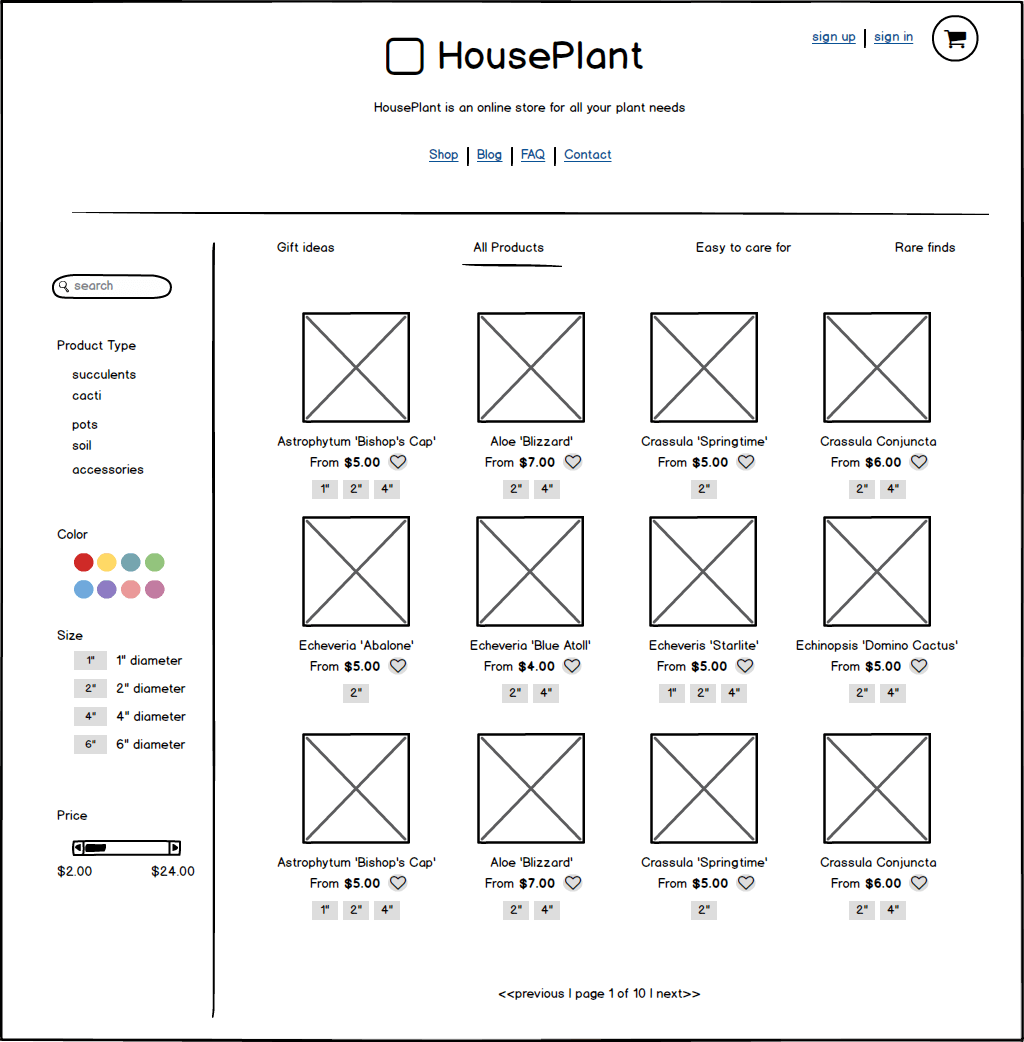 sign up | sign in
HousePlant
HousePlant is an online store for all your plant needs
Shop | Blog | FAQ | Contact
Gift ideas All Products Easy to care for Rare finds
search
Product Type
succulents
cacti
pots
soil
accessories
Color
Size
1" 1" diameter
2" 2" diameter
4" 4" diameter
6" 6" diameter
Price
$2.00 $24.00
Astrophytum 'Bishop's Cap' Aloe 'Blizzard' Crassula 'Springtime' Crassula Conjuncta
From $5.00 From $7.00 From $5.00 From $6.00
1" 2" 4" 2" 4" 2" 2" 4"
Echeveria 'Abalone' Echeveria 'Blue Atoll' Echeveris 'Starlite' Echinopsis 'Domino Cactus'
From $5.00 From $4.00 From $5.00 From $5.00
2" 2" 4" 1" 2" 4" 2" 4"
Astrophytum 'Bishop's Cap' Aloe 'Blizzard' Crassula 'Springtime' Crassula Conjuncta
From $5.00 From $7.00 From $5.00 From $6.00
1" 2" 4" 2" 4" 2" 2" 4"
<<previous | page 1 of 10 | next>>